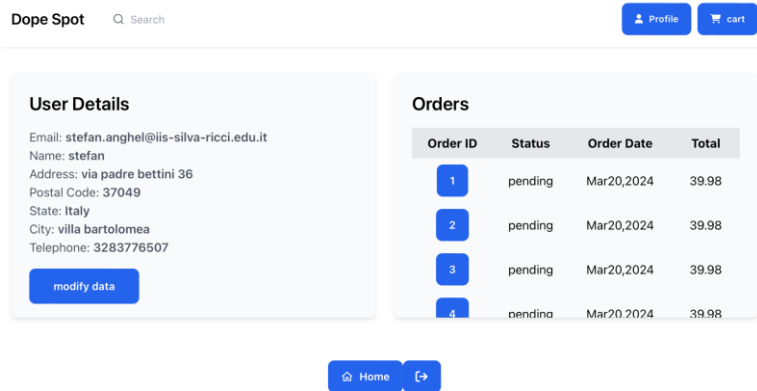 Dope Spot Search Profile cart
User Details
Email: stefan.anghel@iis-silva-ricci.edu.it
Name: stefan
Address: via padre bettini 36
Postal Code: 37049
State: Italy
City: villa bartolomea
Telephone: 3283776507
modify data
Orders
Order ID Status Order Date Total
1 pending Mar20,2024 39.98
2 pending Mar20,2024 39.98
3 pending Mar20,2024 39.98
4 pending Mar20,2024 39.98
Home